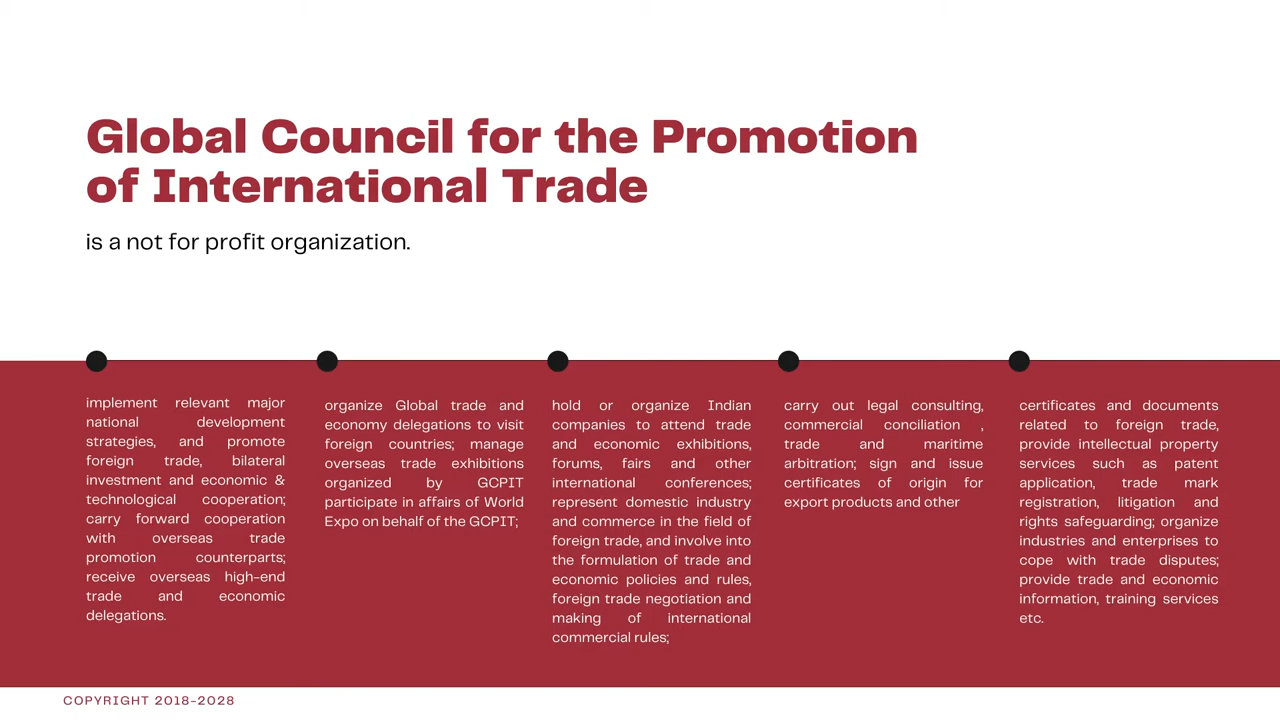 Global Council for the Promotion
of International Trade
is a not for profit organization.
implement relevant major
national development
strategies, and promote
foreign trade, bilateral
investment and economic &
technological cooperation;
carry forward cooperation
with overseas trade
promotion counterparts;
receive overseas high-end
trade and economic
delegations.
organize Global trade and
economy delegations to visit
foreign countries; manage
overseas trade exhibitions
organized by GCPIT
participate in affairs of World
Expo on behalf of the GCPIT;
hold or organize Indian
companies to attend trade
and economic exhibitions,
forums, fairs and other
international conferences;
represent domestic industry
and commerce in the field of
foreign trade, and involve into
the formulation of trade and
economic policies and rules,
foreign trade negotiation and
making of international
commercial rules;
carry out legal consulting,
commercial conciliation ,
trade and maritime
arbitration; sign and issue
certificates of origin for
export products and other
certificates and documents
related to foreign trade,
provide intellectual property
services such as patent
application, trade mark
registration, litigation and
rights safeguarding; organize
industries and enterprises to
cope with trade disputes;
provide trade and economic
information, training services
etc.
COPYRIGHT 2018-2028